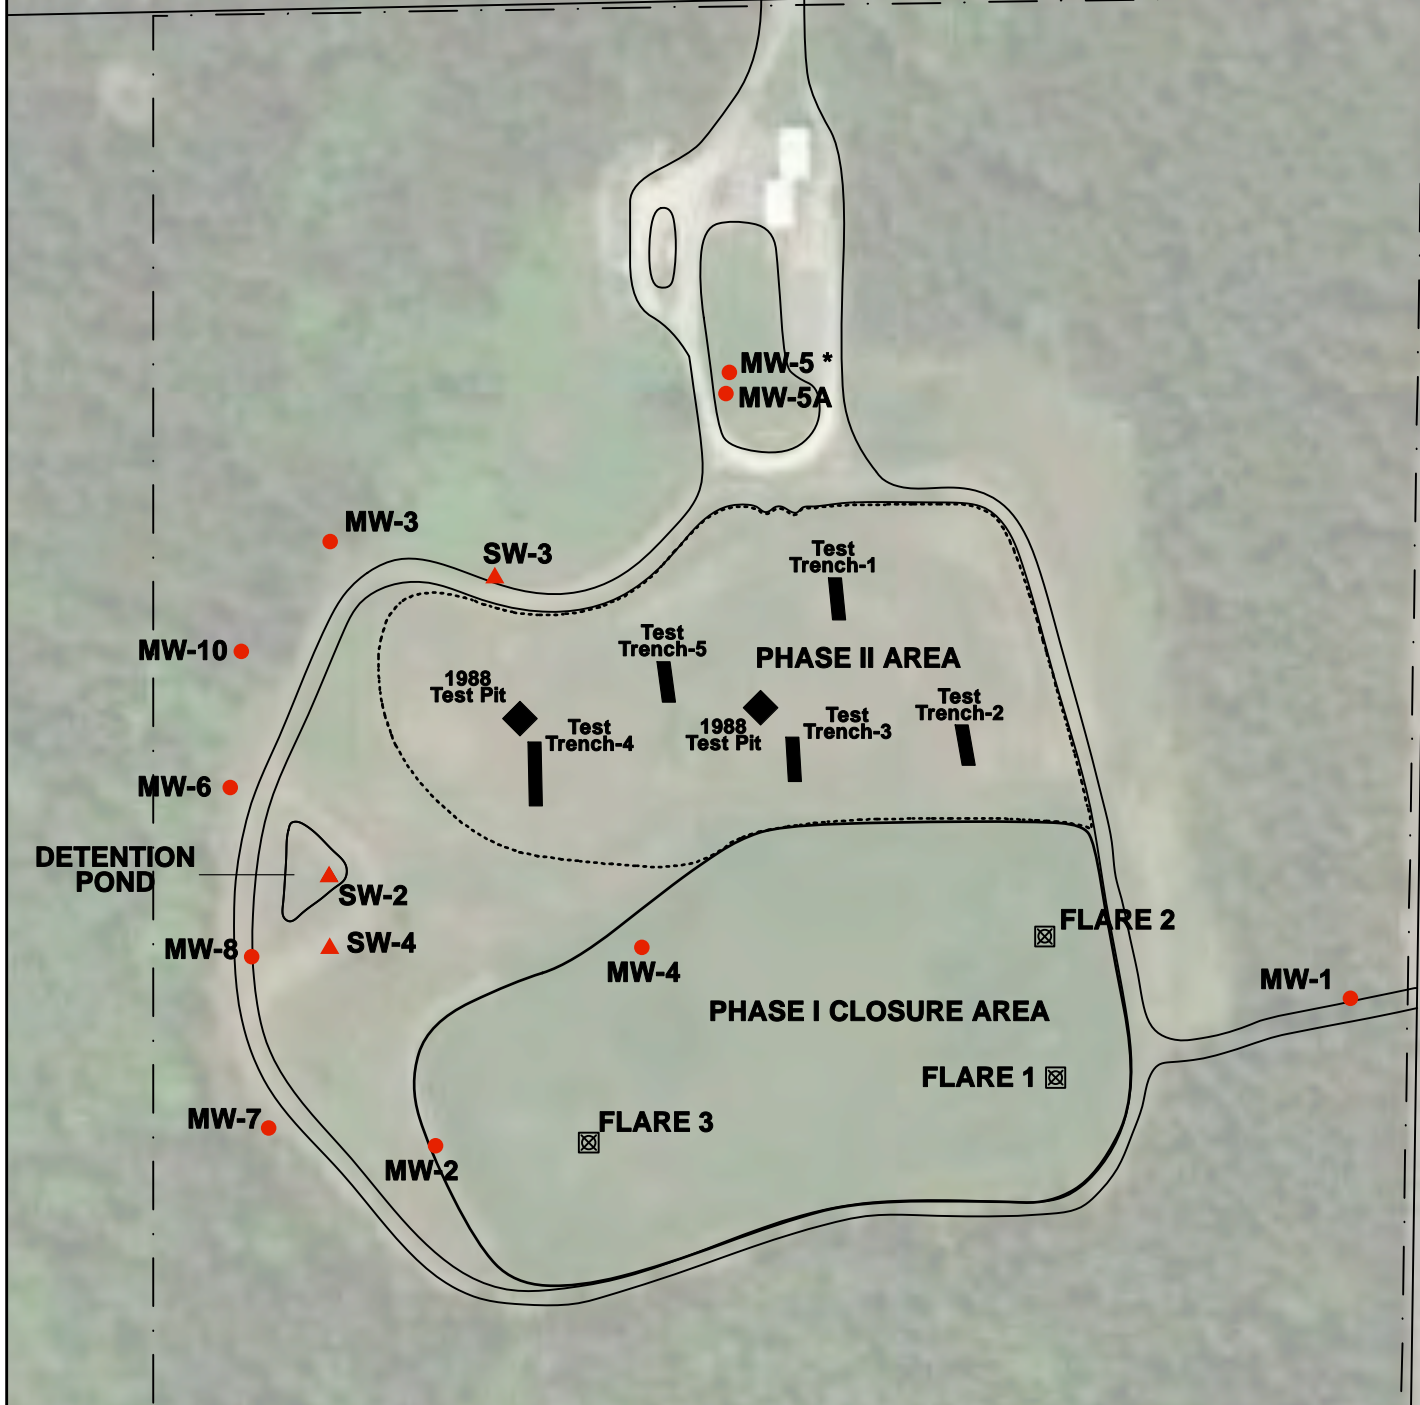 MW-5 *
MW-5A
MW-3
SW-3
Test
Trench-1
MW-10
Test
Trench-5
PHASE II AREA
1988
Test Pit
Test
Trench-4
1988
Test Pit
Test
Trench-3
Test
Trench-2
MW-6
DETENTION
POND
SW-2
MW-8
SW-4
MW-4
FLARE 2
MW-1
PHASE I CLOSURE AREA
FLARE 1
MW-7
FLARE 3
MW-2